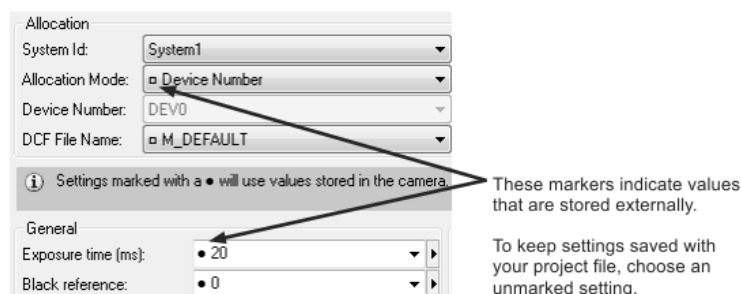 Allocation
System Id: System1
Allocation Mode: ▫ Device Number
Device Number: DEV0
DCF File Name: ▫ M_DEFAULT
Settings marked with a ● will use values stored in the camera.
These markers indicate values
that are stored externally.
General
Exposure time (ms): ● 20
To keep settings saved with
your project file, choose an
unmarked setting.
Black reference: ● 0